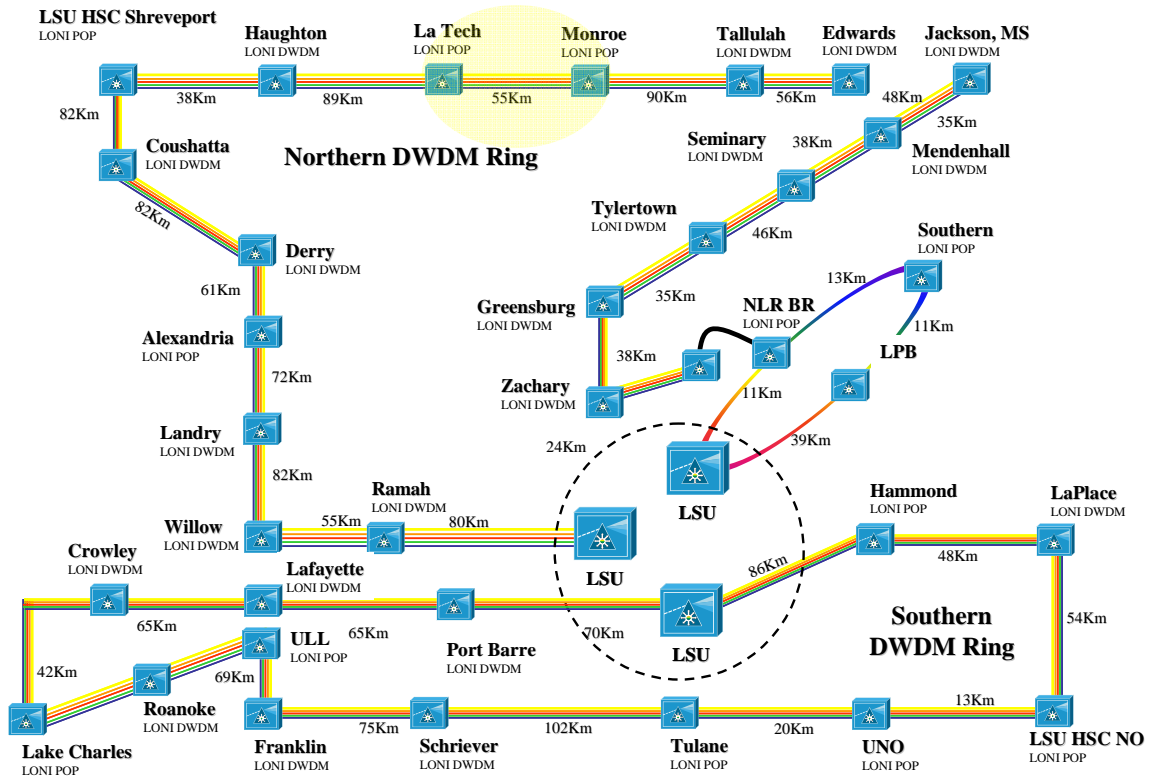 LSU HSC Shreveport
LONI POP
Haughton
LONI DWDM
La Tech
LONI POP
Monroe
LONI POP
Tallulah
LONI DWDM
Edwards
LONI DWDM
Jackson, MS
LONI DWDM
38Km
89Km
55Km
90Km
56Km
48Km
35Km
82Km
Coushatta
LONI DWDM
Northern DWDM Ring
Seminary
LONI DWDM
38Km
Mendenhall
LONI DWDM
82Km
Tylertown
LONI DWDM
46Km
Southern
LONI POP
Derry
LONI DWDM
61Km
35Km
13Km
Greensburg
LONI DWDM
NLR BR
LONI POP
11Km
Alexandria
LONI POP
38Km
LPB
72Km
Zachary
LONI DWDM
11Km
Landry
LONI DWDM
24Km
39Km
82Km
LSU
Ramah
LONI DWDM
Hammond
LONI POP
LaPlace
LONI DWDM
Willow
LONI DWDM
55Km
80Km
48Km
Crowley
LONI DWDM
LSU
86Km
Lafayette
LONI DWDM
65Km
65Km
70Km
Southern
DWDM Ring
54Km
ULL
LONI POP
Port Barre
LONI DWDM
LSU
42Km
69Km
Roanoke
LONI DWDM
13Km
75Km
102Km
20Km
Lake Charles
LONI POP
Franklin
LONI DWDM
Schriever
LONI DWDM
Tulane
LONI POP
UNO
LONI POP
LSU HSC NO
LONI POP